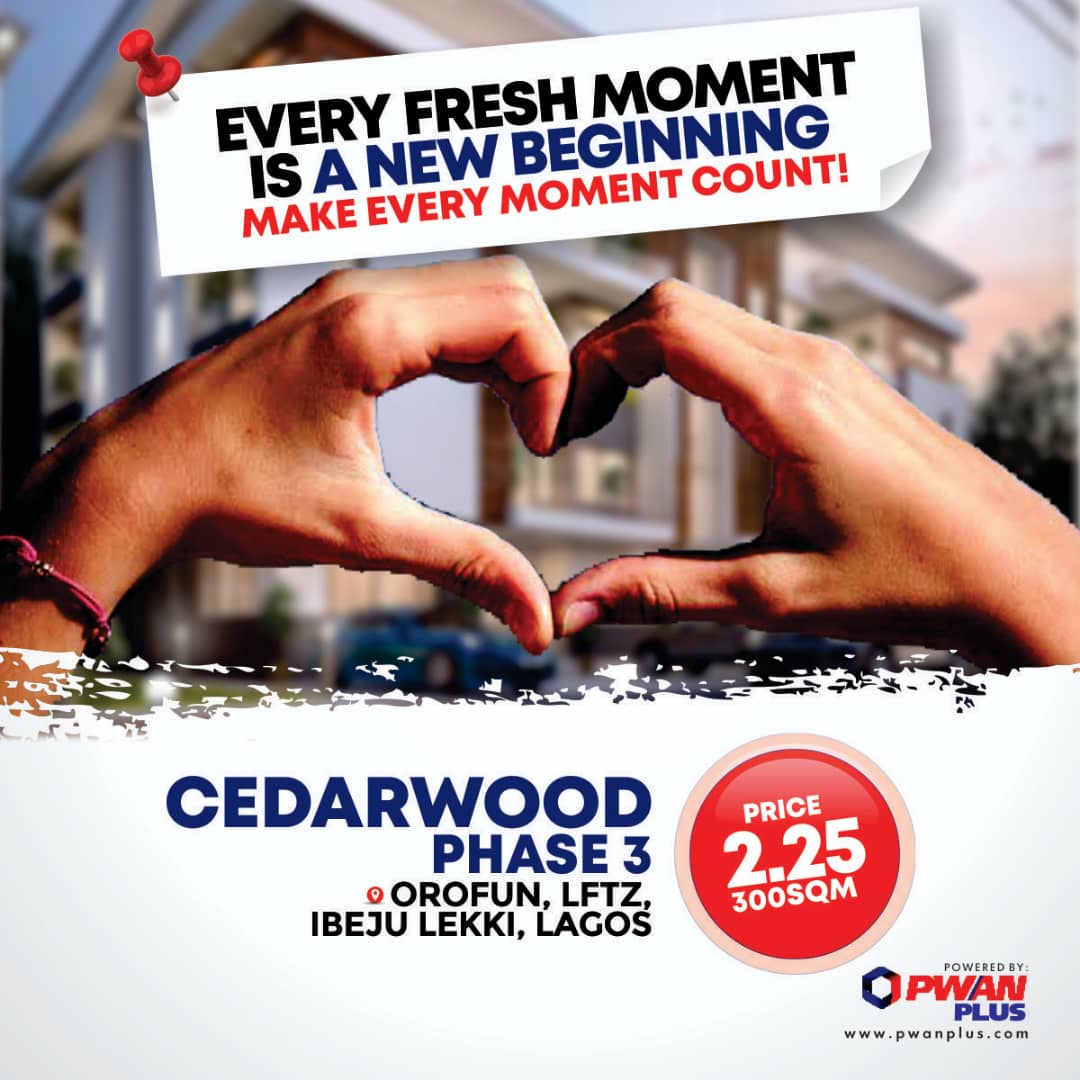 EVERY FRESH MOMENT
IS A NEW BEGINNING
MAKE EVERY MOMENT COUNT!
CEDARWOOD
PHASE 3
OROFUN, LFTZ,
IBEJU LEKKI, LAGOS
PRICE
2.25
300SQM
POWERED BY:
PWAN
PLUS
www.pwanplus.com